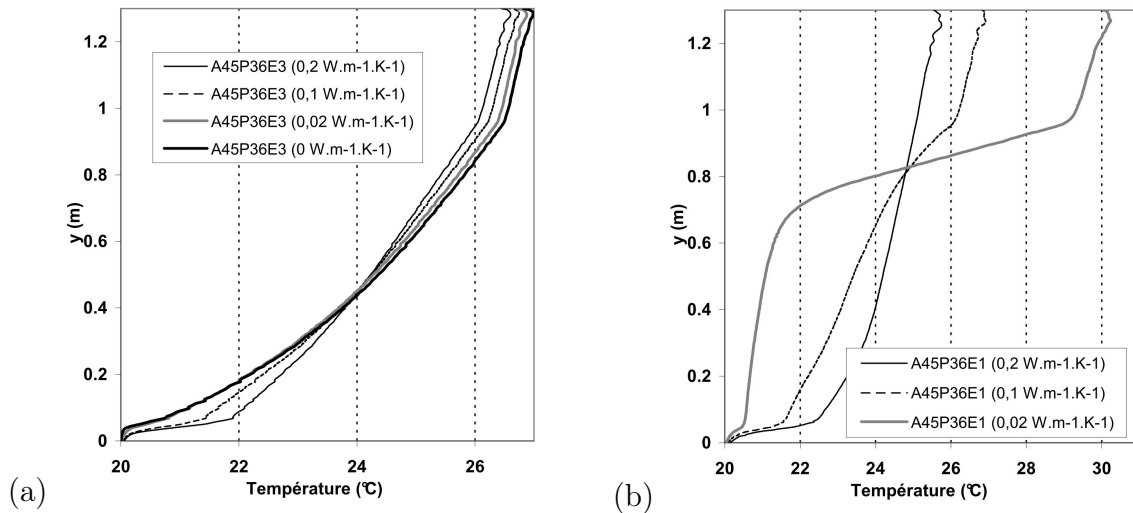 1.2
1
0.8
0.6
0.4
0.2
0
y (m)
A45P36E3 (0,2 W.m-1.K-1)
A45P36E3 (0,1 W.m-1.K-1)
A45P36E3 (0,02 W.m-1.K-1)
A45P36E3 (0 W.m-1.K-1)
20 22 24 26
Température (°C)
(a)
1.2
1
0.8
0.6
0.4
0.2
0
y (m)
A45P36E1 (0,2 W.m-1.K-1)
A45P36E1 (0,1 W.m-1.K-1)
A45P36E1 (0,02 W.m-1.K-1)
20 22 24 26 28 30
Température (°C)
(b)